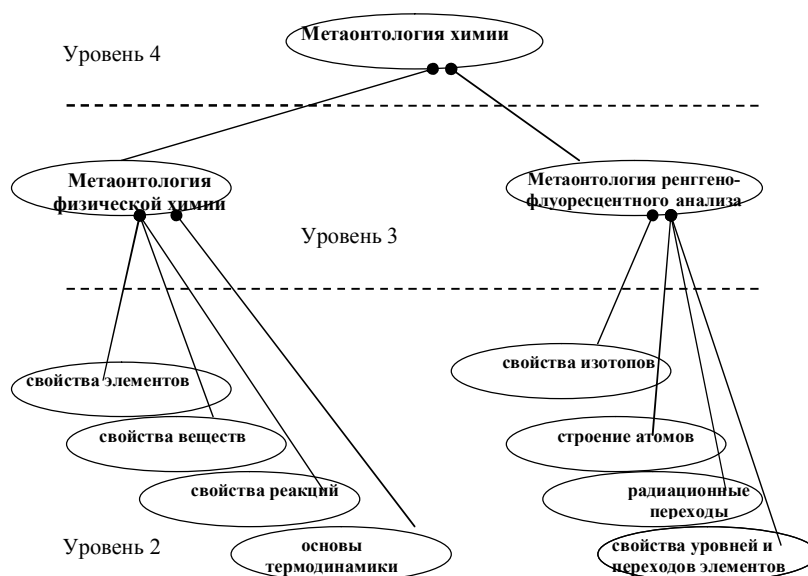 Метаонтология химии
Уровень 4
Метаонтология
физической химии
Метаонтология ренггено-
флуоресцентного анализа
Уровень 3
свойства элементов
свойства изотопов
свойства веществ
строение атомов
свойства реакций
радиационные
переходы
Уровень 2
основы
термодинамики
свойства уровней и
переходов элементов